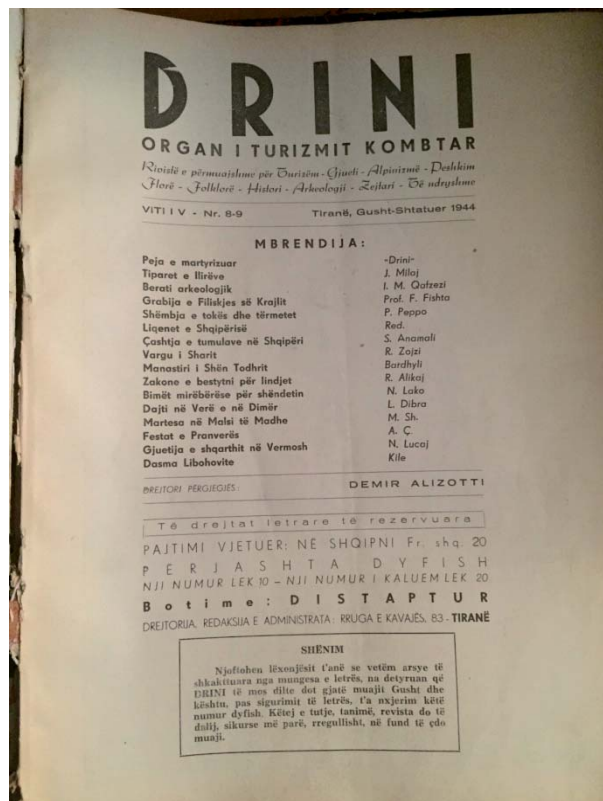 DRINI
ORGAN I TURIZMIT KOMBTAR
Rivistë e përmuajshme për Turizëm - Gjueti - Alpinizmë - Peshkim
Florë - Folklorë - Histori - Arkeologji - Zejtari - Të ndryshme
VITI IV - Nr. 8-9 Tiranë, Gusht-Shtatuer 1944
MBRENDIJA:
Peja e martyrizuar -Drini-
Tiparet e Ilirëve J. Miloj
Berati arkeologjik I. M. Qafzezi
Grabija e Filiskjes së Krajlit Prof. F. Fishta
Shëmbja e tokës dhe tërmetet P. Peppo
Liqenet e Shqipërisë Red.
Çashtja e tumulave në Shqipëri S. Anamali
Vargu i Sharit R. Zojzi
Manastiri i Shën Todhrit Bardhyli
Zakone e bestytni për lindjet R. Alikaj
Bimët mirëbërëse për shëndetin N. Lako
Dajti në Verë e në Dimër L. Dibra
Martesa në Malsi të Madhe M. Sh.
Festat e Pranverës A. Ç.
Gjuetija e shqarthit në Vermosh N. Lucaj
Dasma Libohovite Kile
DREJTORI PËRGJEGJËS: DEMIR ALIZOTTI
Të drejtat letrare të rezervuara
PAJTIMI VJETUER: NË SHQIPNI Fr. shq. 20
PERJASHTA DYFISH
NJI NUMUR LEK 10 – NJI NUMUR I KALUEM LEK 20
Botime: DISTAPTUR
DREJTORIJA, REDAKSIJA E ADMINISTRATA: RRUGA E KAVAJËS, 83 - TIRANË
SHËNIM
Njoftohen lëxonjësit t'anë se vetëm arsye të
shkakttuara nga mungesa e letrës, na detyruan që
DRINI të mos dilte dot gjatë muajit Gusht dhe
kështu, pas sigurimit të letrës, t'a nxjerim këtë
numur dyfish. Këtej e tutje, tanimë, revista do të
dalij, sikurse më parë, rregullisht, në fund të çdo
muaji.